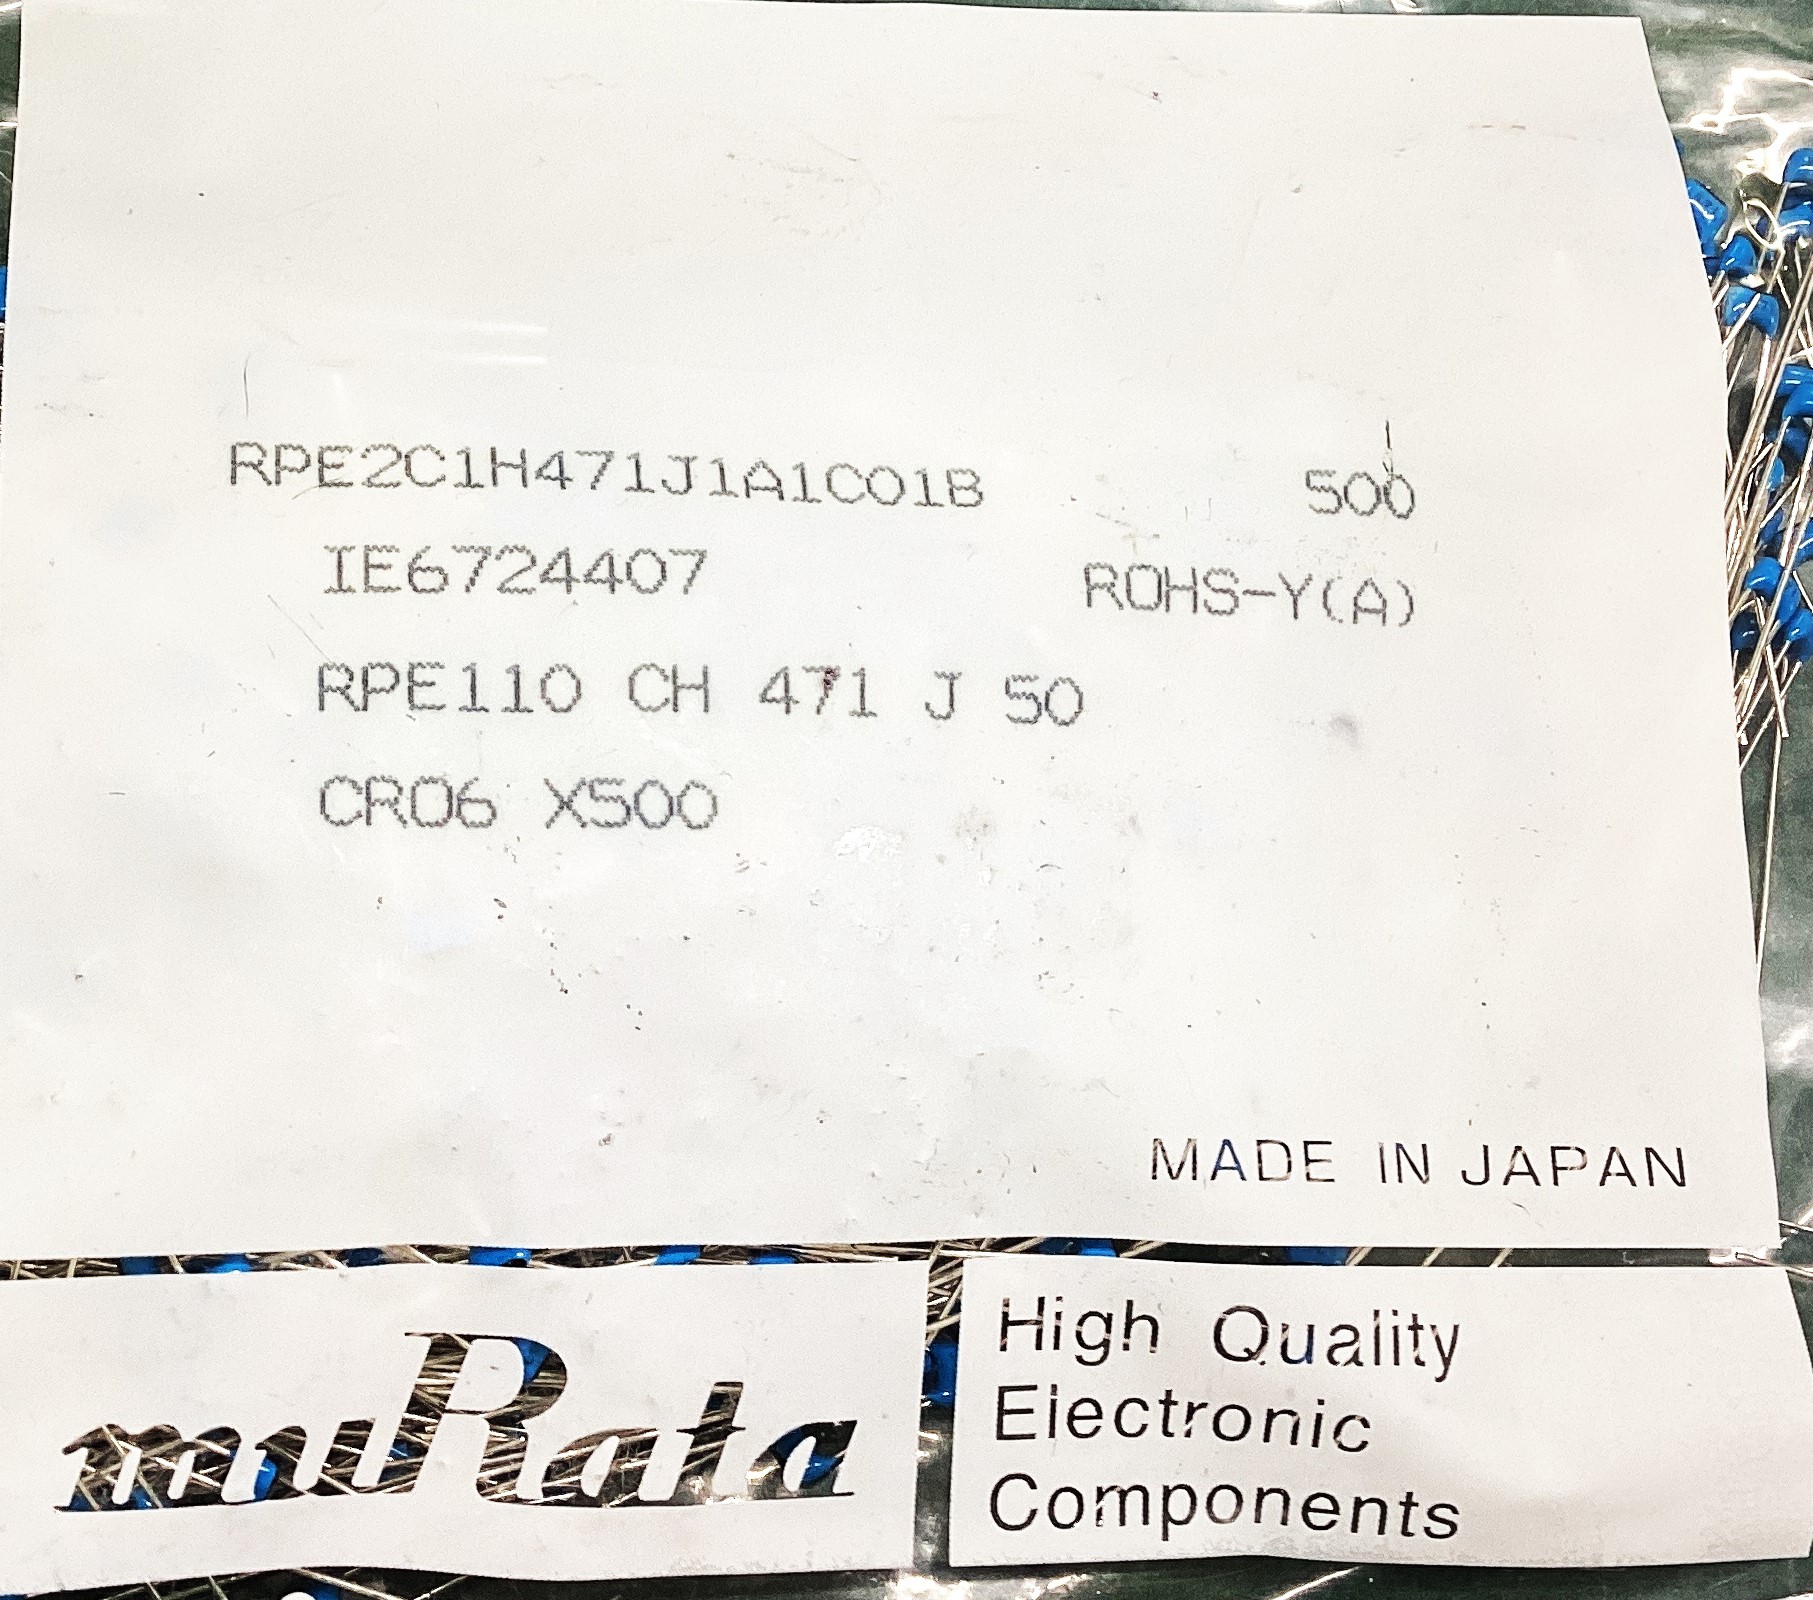 RPE2C1H471J1A1C01B 500
IE6724407 ROHS-Y(A)
RPE110 CH 471 J 50
CR06 X500
MADE IN JAPAN
muRata
High Quality
Electronic
Components